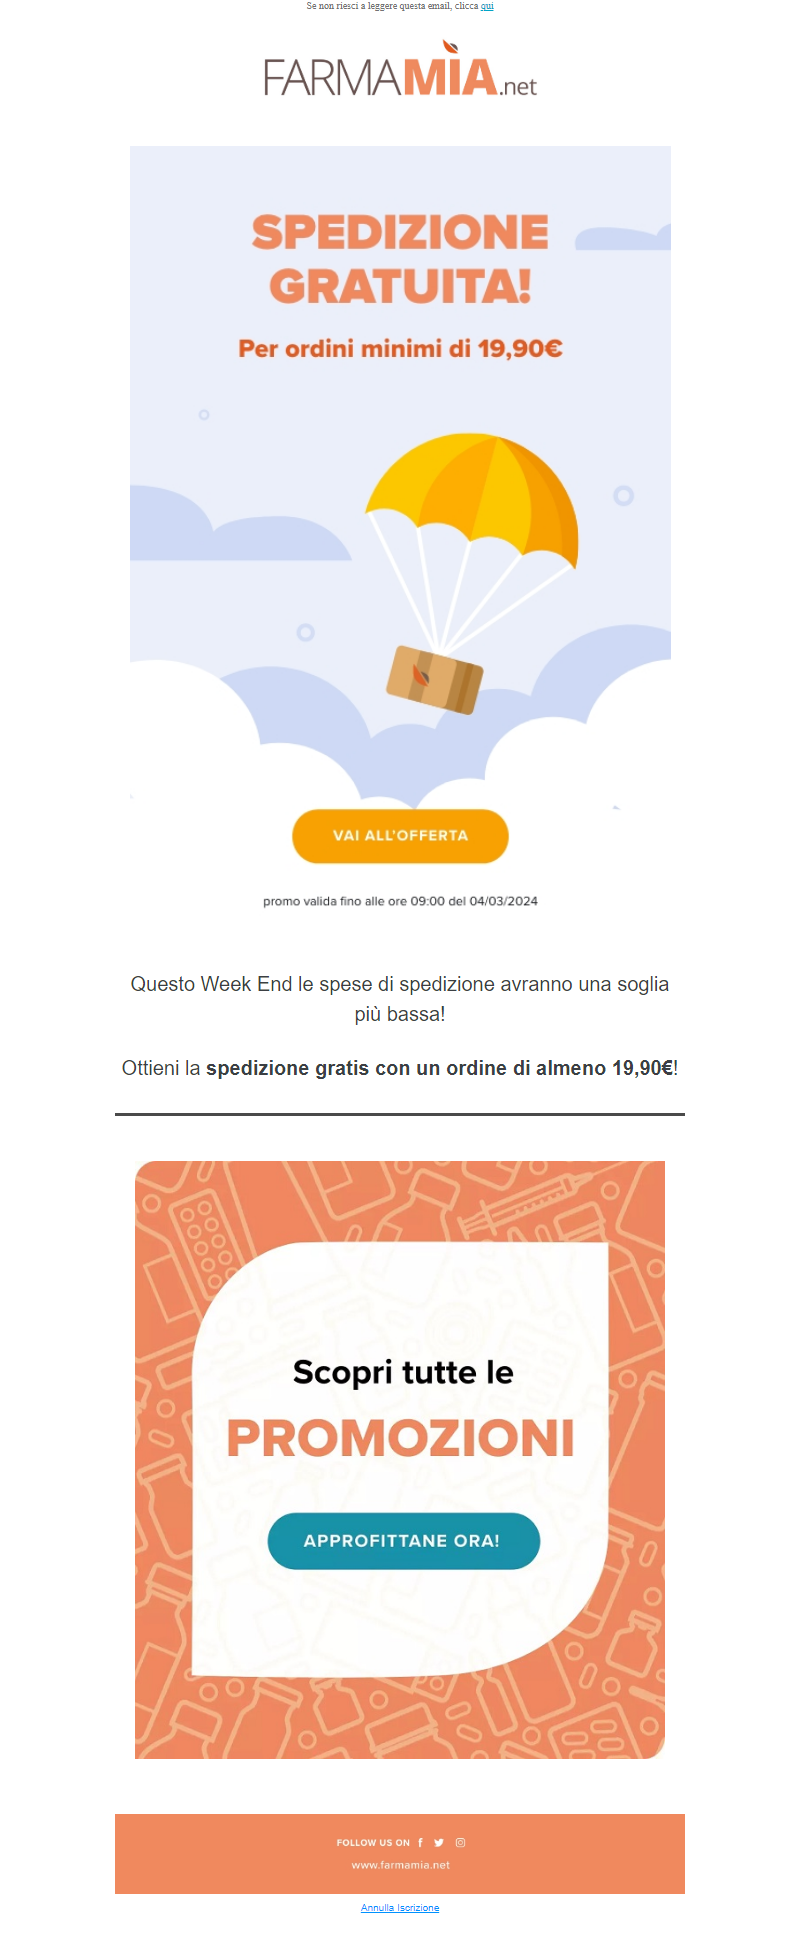 Se non riesci a leggere questa email, clicca qui
FARMAMÌA.net
SPEDIZIONE
GRATUITA!
Per ordini minimi di 19,90€
VAI ALL'OFFERTA
promo valida fino alle ore 09:00 del 04/03/2024
Questo Week End le spese di spedizione avranno una soglia
più bassa!
Ottieni la spedizione gratis con un ordine di almeno 19,90€!
Scopri tutte le
PROMOZIONI
APPROFITTANE ORA!
FOLLOW US ON
www.farmamia.net
Annulla Iscrizione